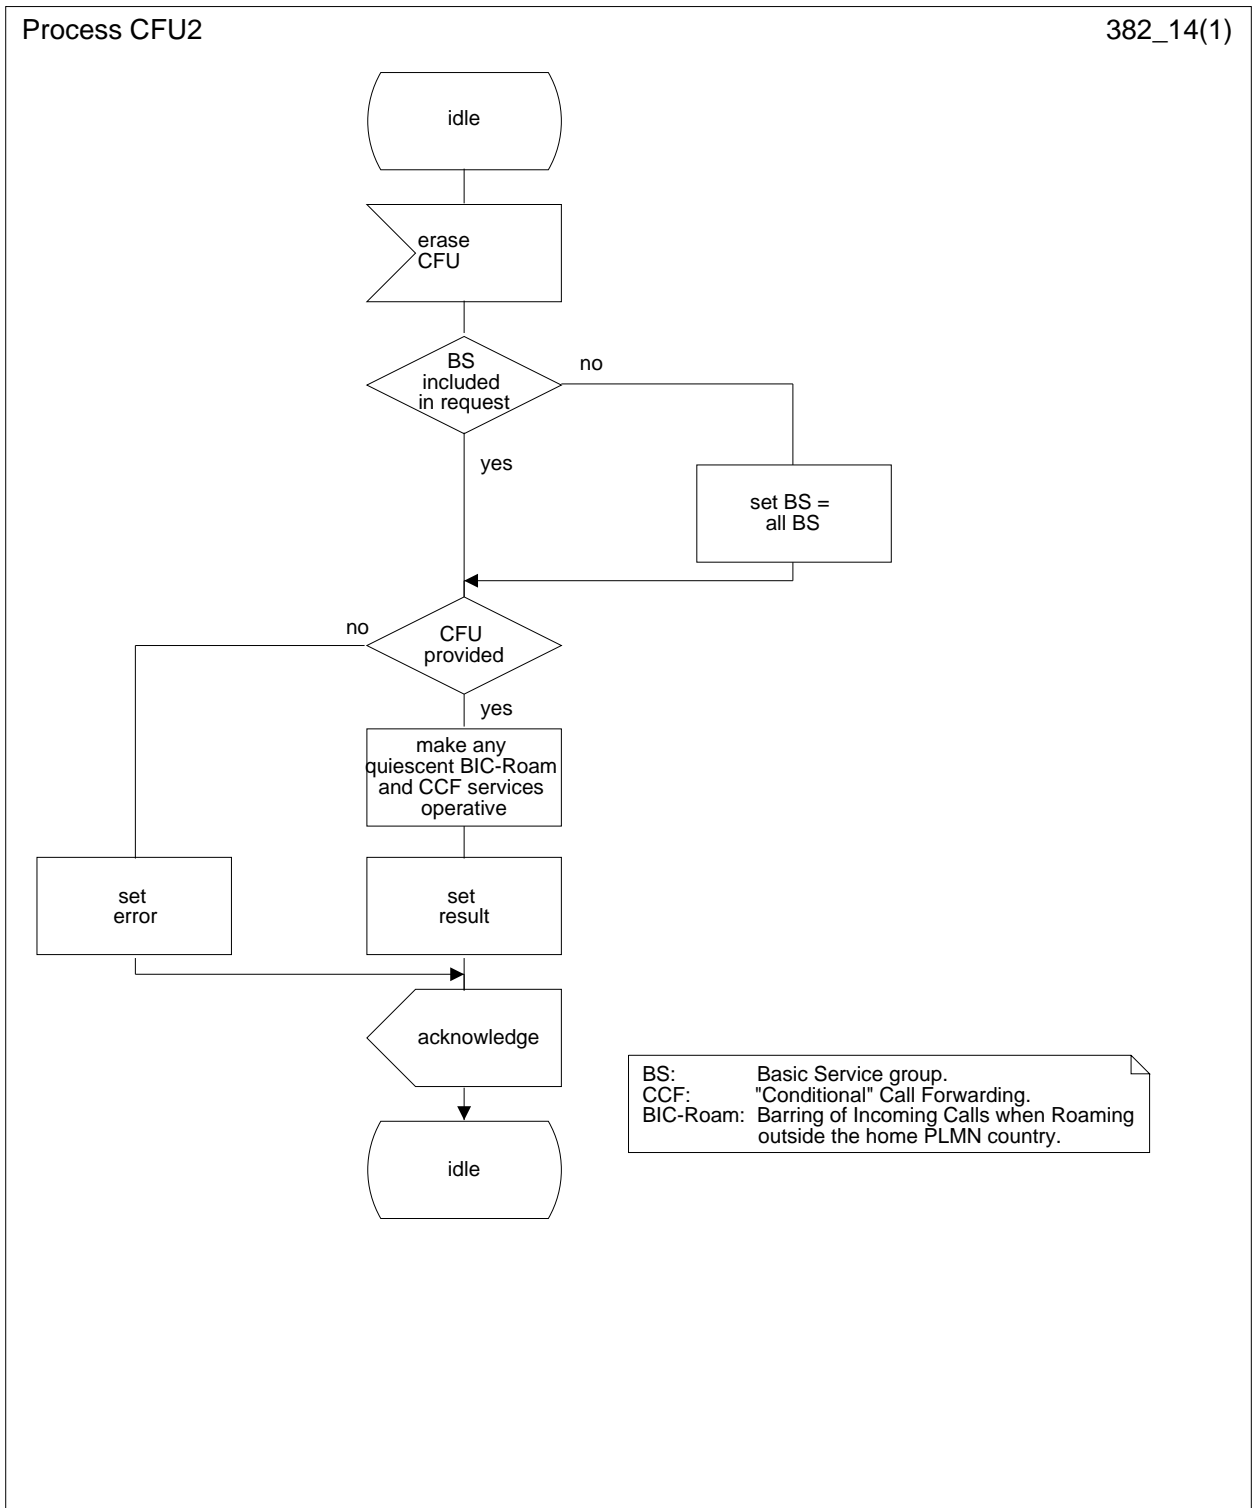 Process CFU2
382_14(1)
idle
erase
CFU
BS
included
in request
no
yes
set BS =
all BS
no
CFU
provided
yes
make any
quiescent BIC-Roam
and CCF services
operative
set
error
set
result
acknowledge
BS: Basic Service group.
CCF: "Conditional" Call Forwarding.
BIC-Roam: Barring of Incoming Calls when Roaming
outside the home PLMN country.
idle